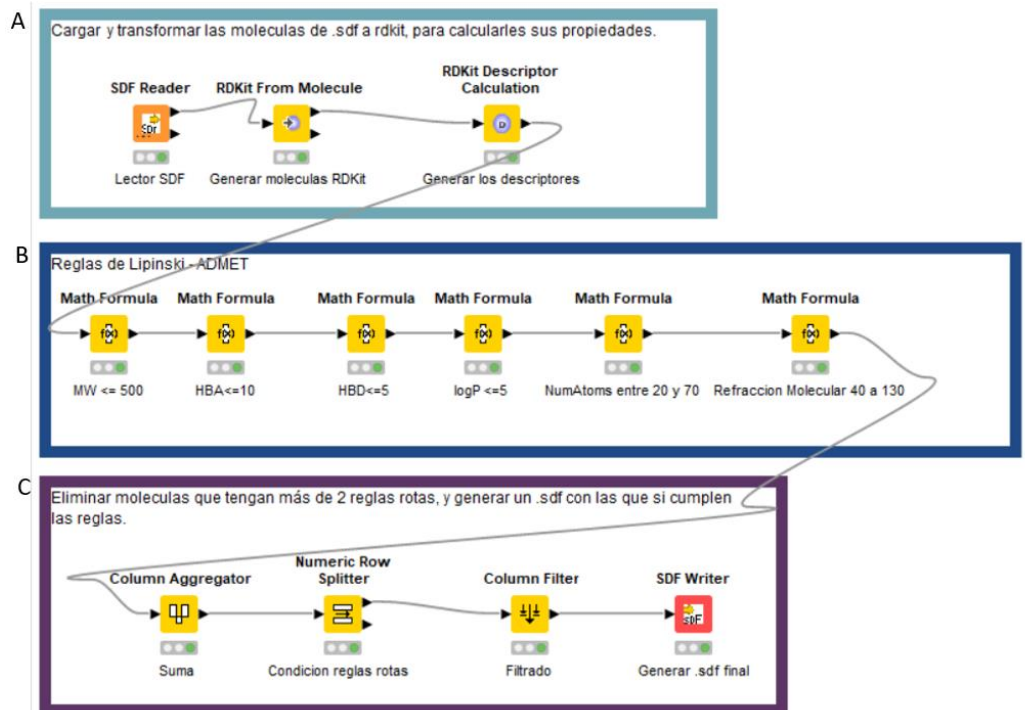 A
Cargar y transformar las moleculas de .sdf a rdkit, para calcularles sus propiedades.
RDKit Descriptor
SDF Reader RDKit From Molecule Calculation
SDF D
Lector SDF Generar moleculas RDKit Generar los descriptores
B
Reglas de Lipinski - ADMET
Math Formula Math Formula Math Formula Math Formula Math Formula Math Formula
f(x) f(x) f(x) f(x) f(x) f(x)
MW <= 500 HBA<=10 HBD<=5 logP <=5 NumAtoms entre 20 y 70 Refraccion Molecular 40 a 130
C
Eliminar moleculas que tengan más de 2 reglas rotas, y generar un .sdf con las que si cumplen
las reglas.
Numeric Row
Column Aggregator Splitter Column Filter SDF Writer
SDF
Suma Condicion reglas rotas Filtrado Generar .sdf final